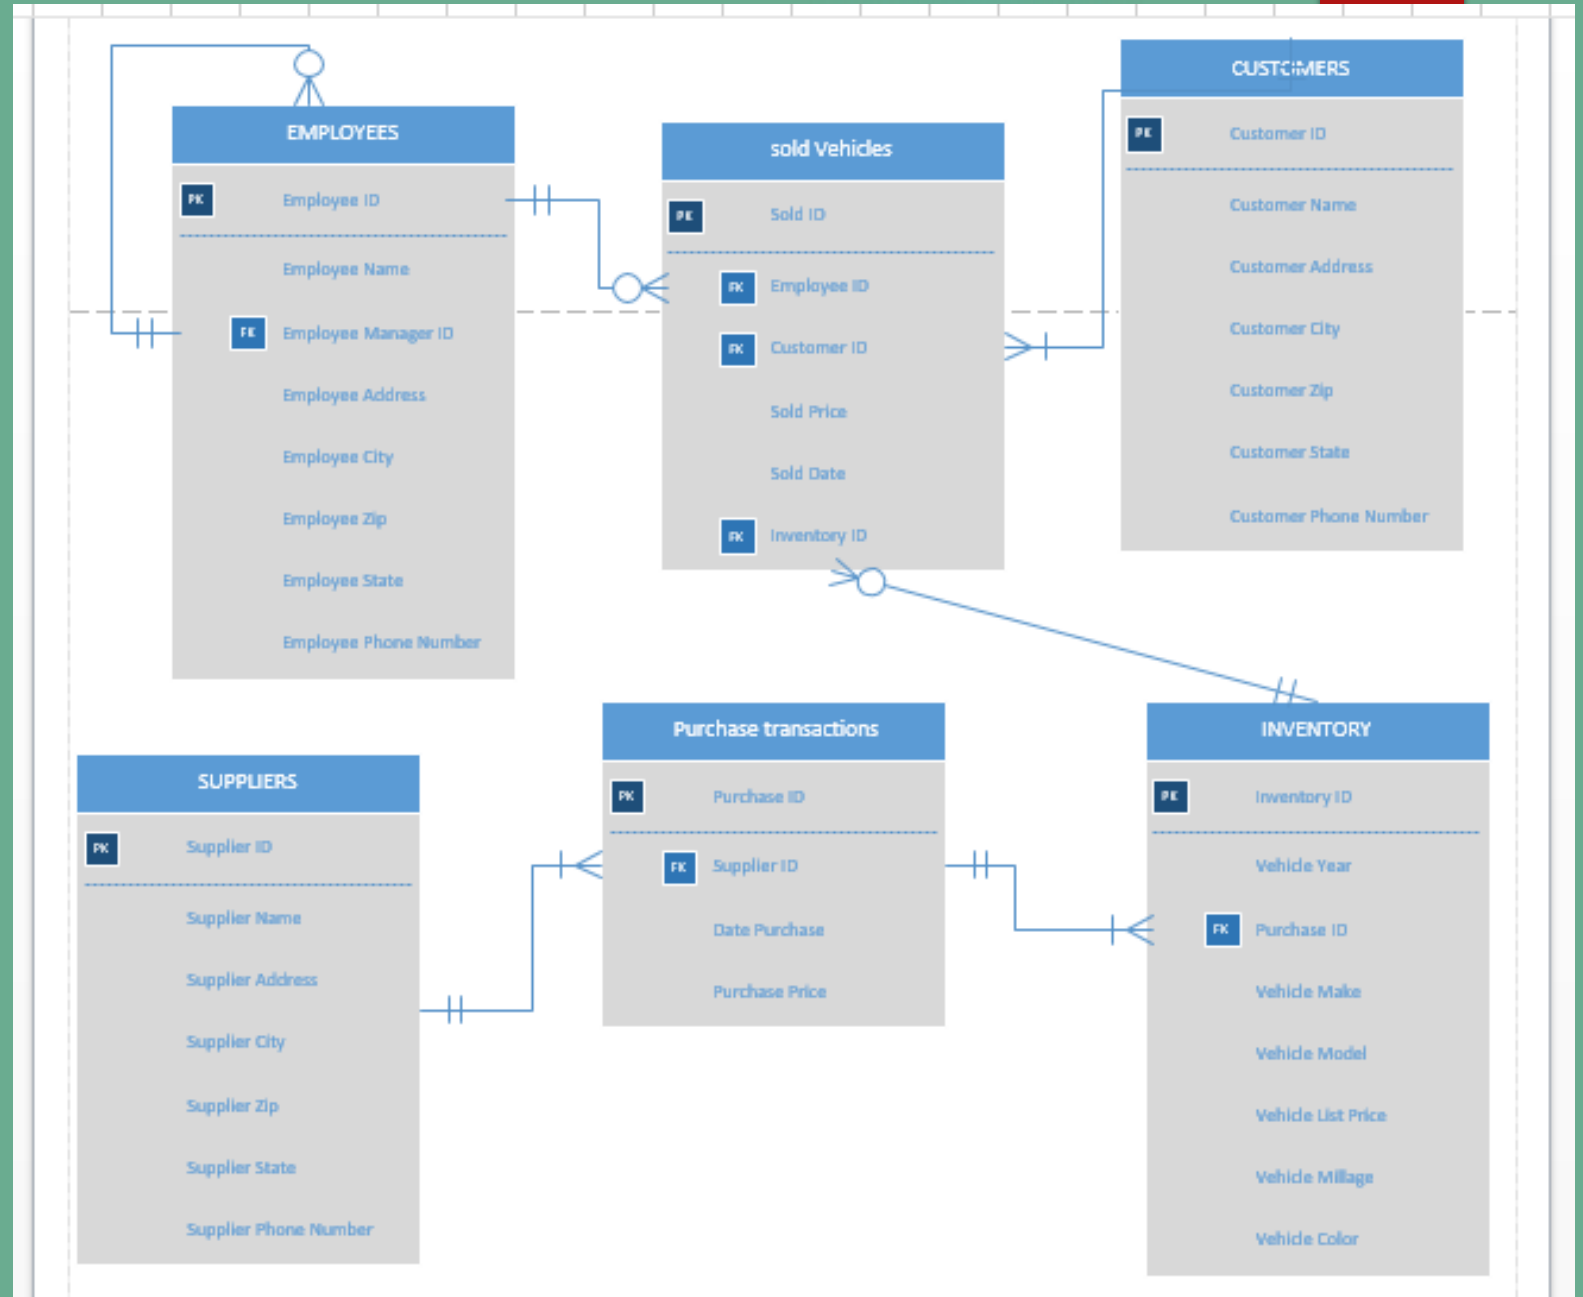 EMPLOYEES
PK Employee ID
Employee Name
FK Employee Manager ID
Employee Address
Employee City
Employee Zip
Employee State
Employee Phone Number
sold Vehicles
PK Sold ID
FK Employee ID
FK Customer ID
Sold Price
Sold Date
FK Inventory ID
CUSTOMERS
PK Customer ID
Customer Name
Customer Address
Customer City
Customer Zip
Customer State
Customer Phone Number
SUPPLIERS
PK Supplier ID
Supplier Name
Supplier Address
Supplier City
Supplier Zip
Supplier State
Supplier Phone Number
Purchase transactions
PK Purchase ID
FK Supplier ID
Date Purchase
Purchase Price
INVENTORY
PK Inventory ID
Vehicle Year
FK Purchase ID
Vehicle Make
Vehicle Model
Vehicle List Price
Vehicle Millage
Vehicle Color